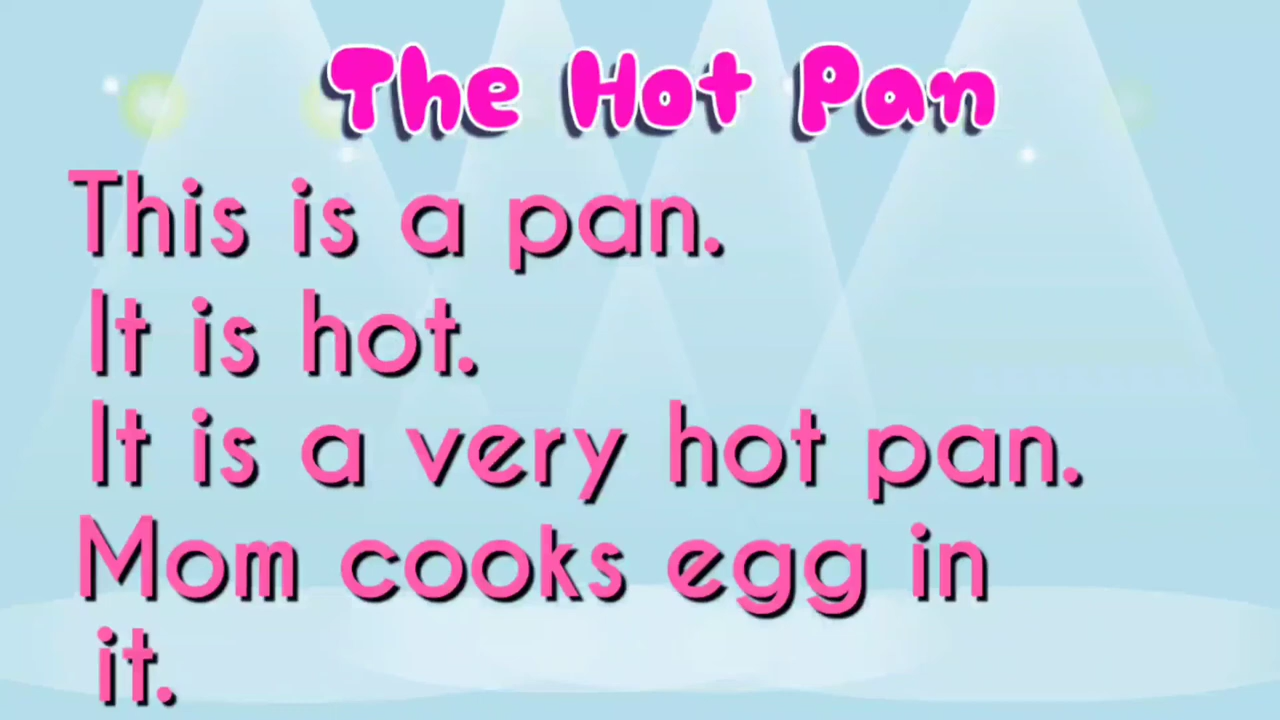 The Hot Pan
This is a pan.
It is hot.
It is a very hot pan.
Mom cooks egg in
it.